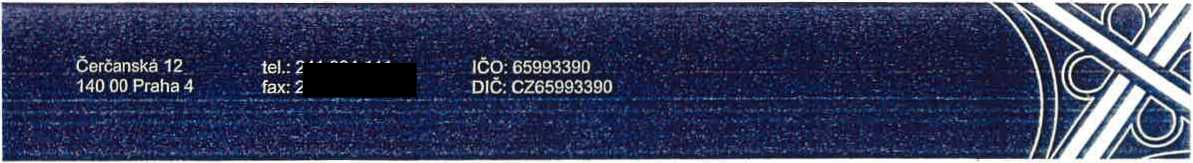 Čerčanská 12
140 00 Praha 4
tel.: 2
fax: 2
IČO: 65993390
DIČ: CZ65993390